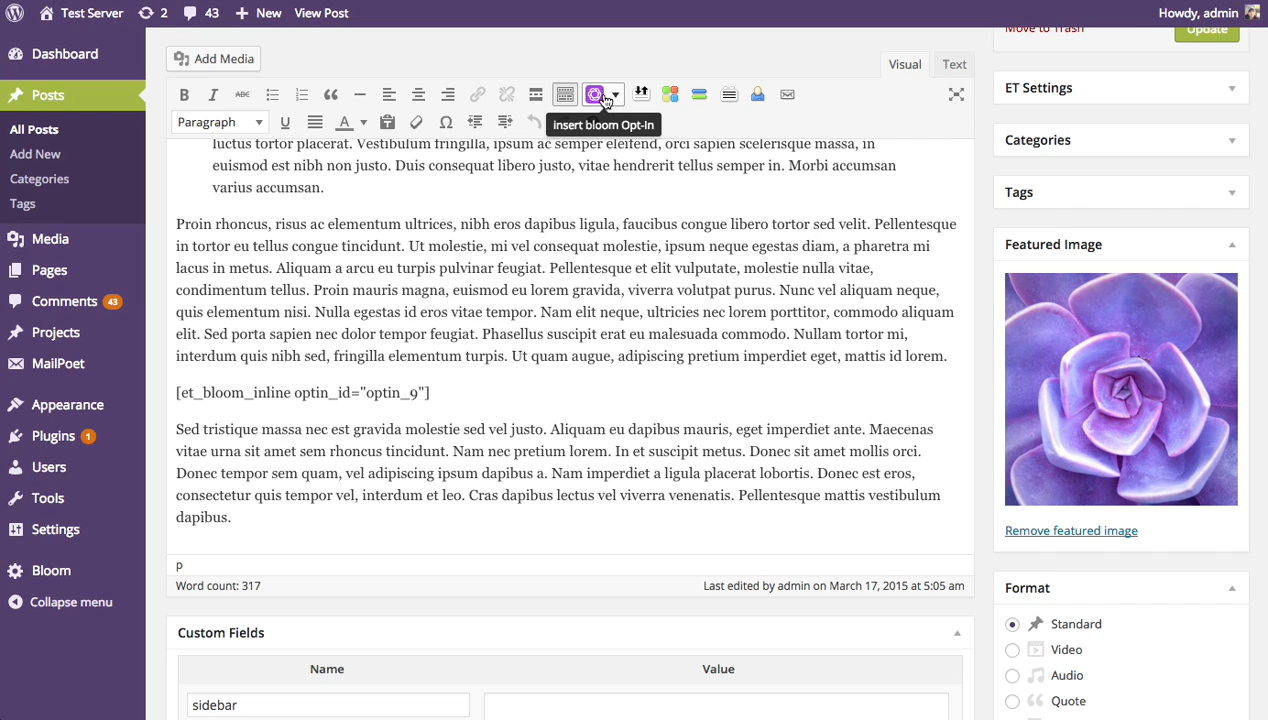 Test Server 2 43 New View Post Howdy, admin
Dashboard
Posts
All Posts
Add New
Categories
Tags
Media
Pages
Comments 43
Projects
MailPoet
Appearance
Plugins 1
Users
Tools
Settings
Bloom
Collapse menu
Add Media
Visual Text
B I ABC
Paragraph U A Ω
Insert bloom Opt-In
luctus tortor placerat. Vestibulum fringilla, ipsum ac semper eleifend, orci sapien scelerisque massa, in
euismod est nibh non justo. Duis consequat libero justo, vitae hendrerit tellus semper in. Morbi accumsan
varius accumsan.
Proin rhoncus, risus ac elementum ultrices, nibh eros dapibus ligula, faucibus congue libero tortor sed velit. Pellentesque
in tortor eu tellus congue tincidunt. Ut molestie, mi vel consequat molestie, ipsum neque egestas diam, a pharetra mi
lacus in metus. Aliquam a arcu eu turpis pulvinar feugiat. Pellentesque et elit vulputate, molestie nulla vitae,
condimentum tellus. Proin mauris magna, euismod eu lorem gravida, viverra volutpat purus. Nunc vel aliquam neque,
quis elementum nisi. Nulla egestas id eros vitae tempor. Nam elit neque, ultricies nec lorem porttitor, commodo aliquam
elit. Sed porta sapien nec dolor tempor feugiat. Phasellus suscipit erat eu malesuada commodo. Nullam tortor mi,
interdum quis nibh sed, fringilla elementum turpis. Ut quam augue, adipiscing pretium imperdiet eget, mattis id lorem.
[et_bloom_inline optin_id="optin_9"]
Sed tristique massa nec est gravida molestie sed vel justo. Aliquam eu dapibus mauris, eget imperdiet ante. Maecenas
vitae urna sit amet sem rhoncus tincidunt. Nam nec pretium lorem. In et suscipit metus. Donec sit amet mollis orci.
Donec tempor sem quam, vel adipiscing ipsum dapibus a. Nam imperdiet a ligula placerat lobortis. Donec est eros,
consectetur quis tempor vel, interdum et leo. Cras dapibus lectus vel viverra venenatis. Pellentesque mattis vestibulum
dapibus.
p
Word count: 317 Last edited by admin on March 17, 2015 at 5:05 am
Custom Fields
Name Value
sidebar
Move to Trash Update
ET Settings
Categories
Tags
Featured Image
Remove featured image
Format
Standard
Video
Audio
Quote